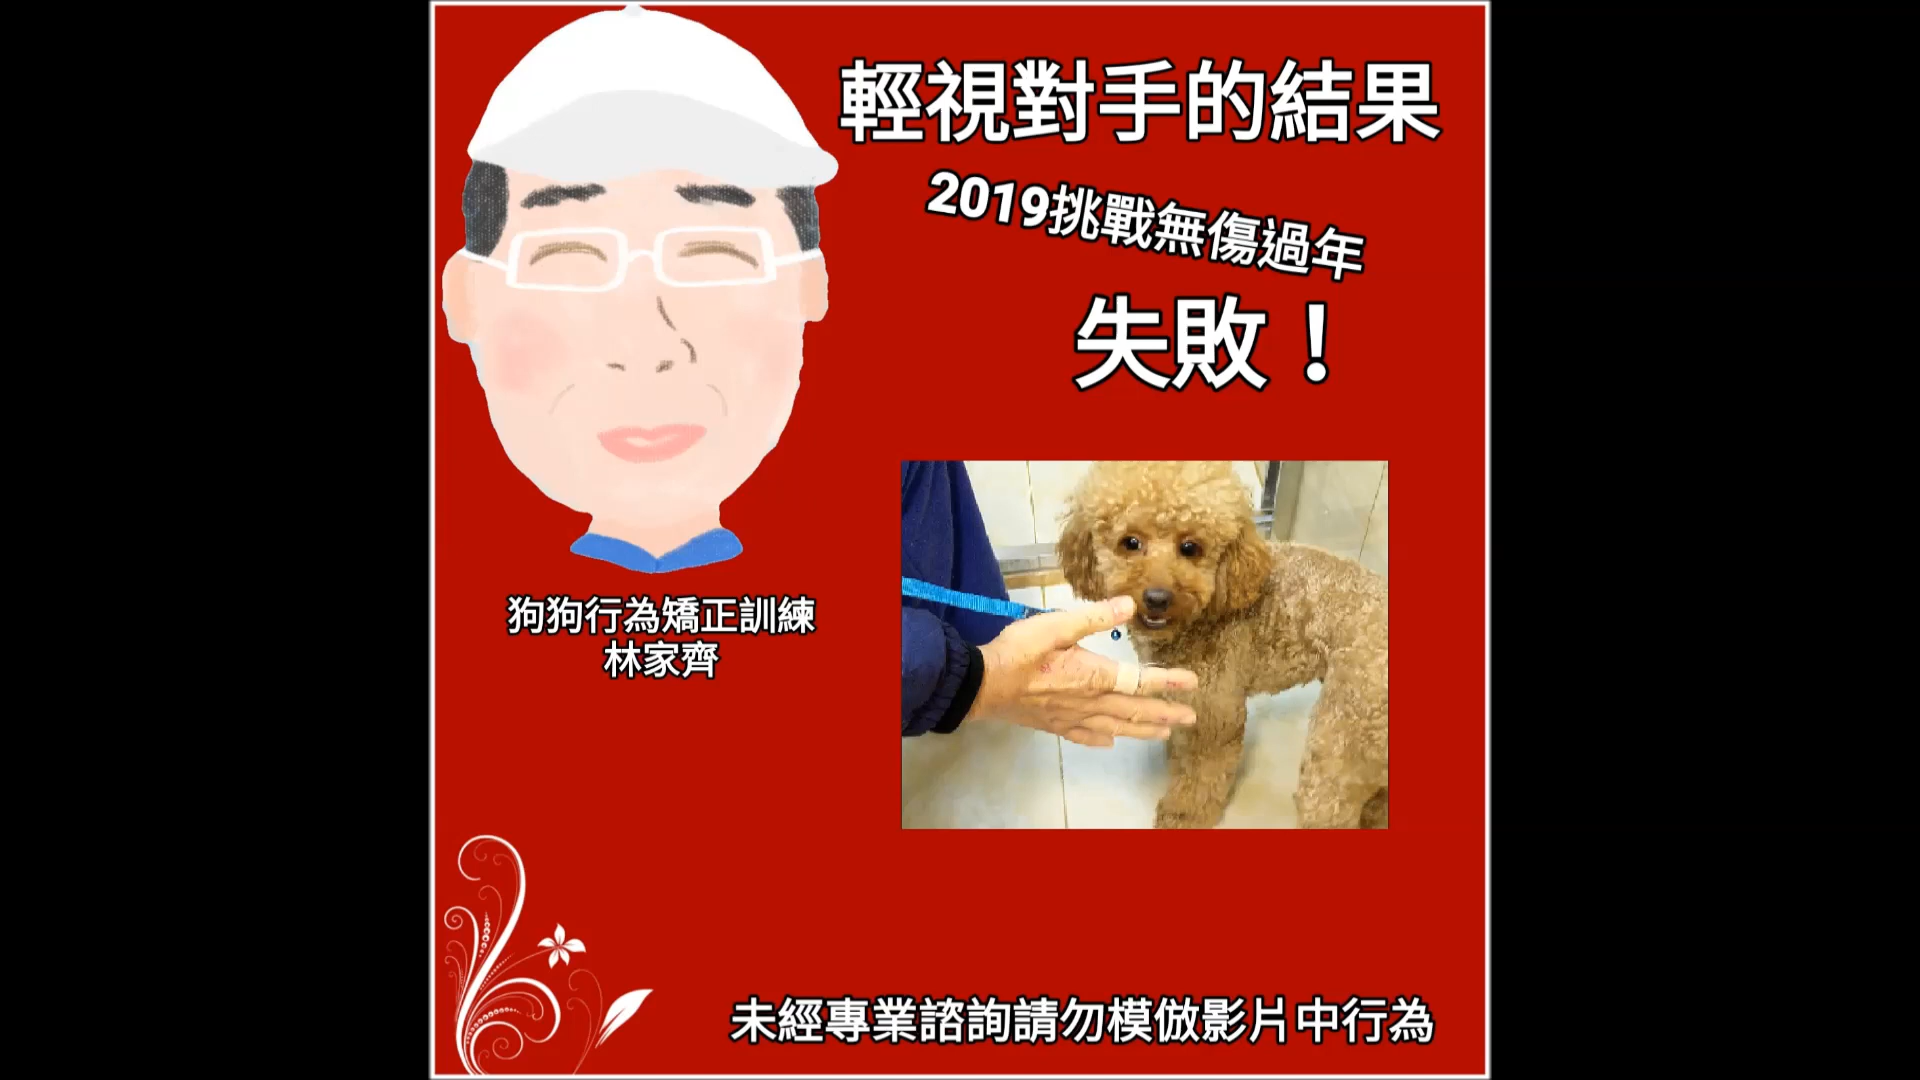 輕視對手的結果
2019挑戰無傷過年
失敗！
狗狗行為矯正訓練
林家齊
未經專業諮詢請勿模倣影片中行為